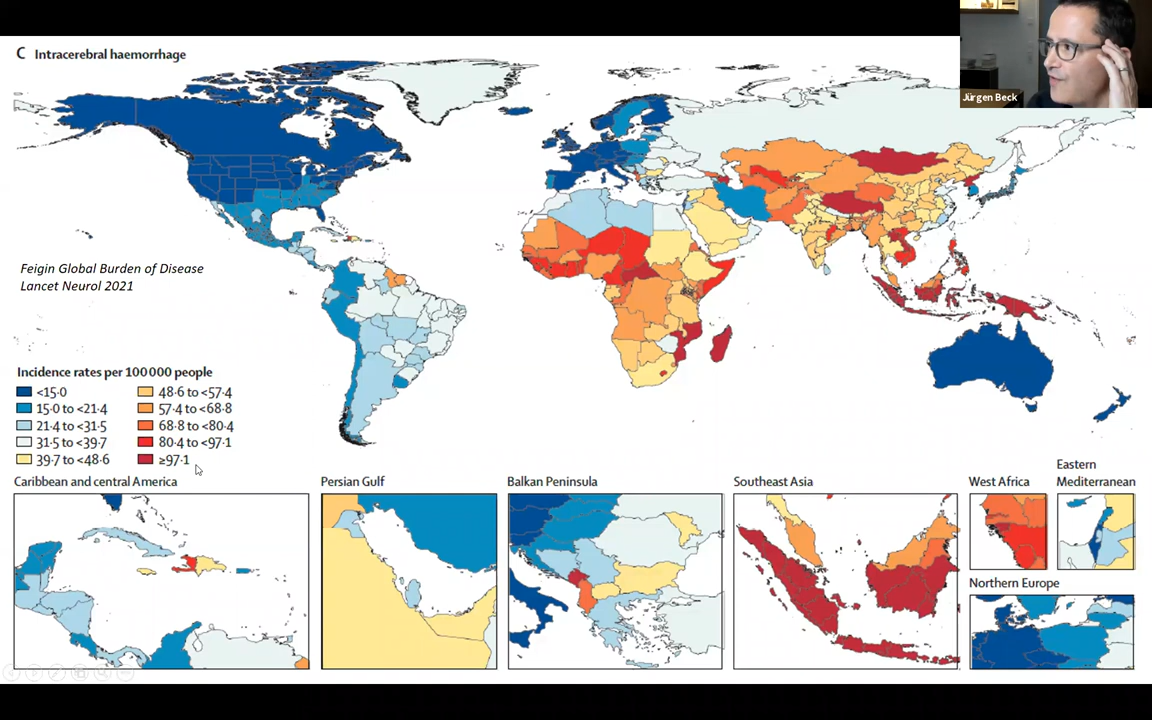 C Intracerebral haemorrhage
Jürgen Beck
Feigin Global Burden of Disease
Lancet Neurol 2021
Incidence rates per 100 000 people
<15·0
15·0 to <21·4
21·4 to <31·5
31·5 to <39·7
39·7 to <48·6
48·6 to <57·4
57·4 to <68·8
68·8 to <80·4
80·4 to <97·1
≥97·1
Caribbean and central America
Persian Gulf
Balkan Peninsula
Southeast Asia
West Africa
Eastern
Mediterranean
Northern Europe